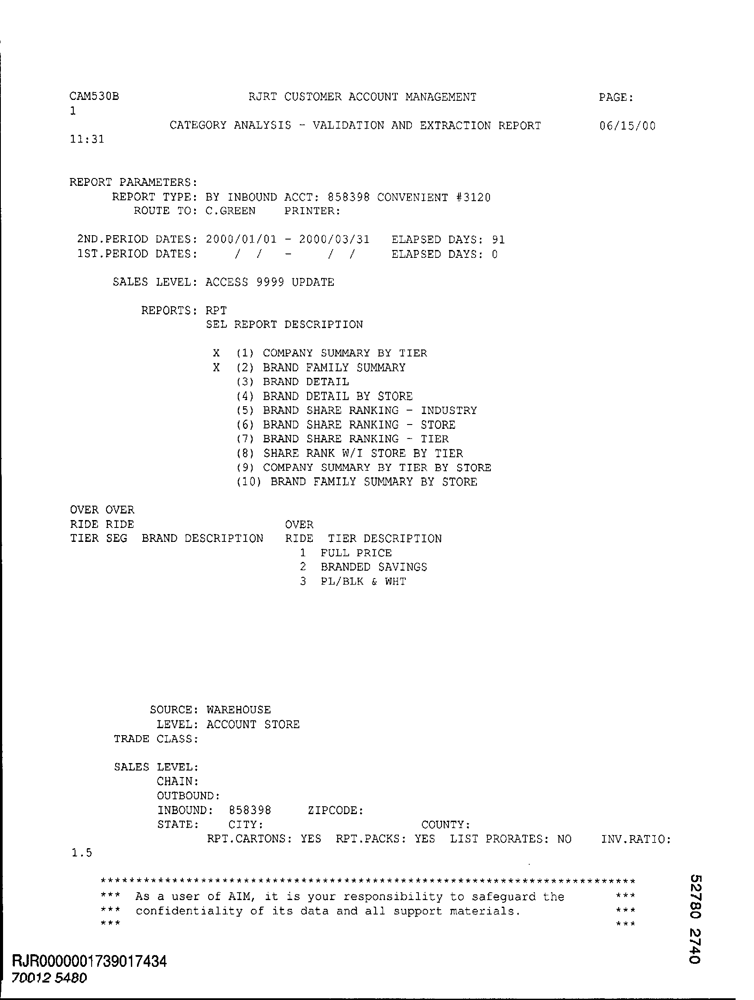 CAM530B RJRT CUSTOMER ACCOUNT MANAGEMENT PAGE:
1
CATEGORY ANALYSIS - VALIDATION AND EXTRACTION REPORT 06/15/00
11:31
REPORT PARAMETERS:
REPORT TYPE: BY INBOUND ACCT: 858398 CONVENIENT #3120
ROUTE TO: C.GREEN PRINTER:
2ND.PERIOD DATES: 2000/01/01 - 2000/03/31 ELAPSED DAYS: 91
1ST.PERIOD DATES: / / - / / ELAPSED DAYS: 0
SALES LEVEL: ACCESS 9999 UPDATE
REPORTS: RPT
SEL REPORT DESCRIPTION
X (1) COMPANY SUMMARY BY TIER
X (2) BRAND FAMILY SUMMARY
(3) BRAND DETAIL
(4) BRAND DETAIL BY STORE
(5) BRAND SHARE RANKING - INDUSTRY
(6) BRAND SHARE RANKING - STORE
(7) BRAND SHARE RANKING - TIER
(8) SHARE RANK W/I STORE BY TIER
(9) COMPANY SUMMARY BY TIER BY STORE
(10) BRAND FAMILY SUMMARY BY STORE
OVER OVER
RIDE RIDE OVER
TIER SEG BRAND DESCRIPTION RIDE TIER DESCRIPTION
1 FULL PRICE
2 BRANDED SAVINGS
3 PL/BLK & WHT
SOURCE: WAREHOUSE
LEVEL: ACCOUNT STORE
TRADE CLASS:
SALES LEVEL:
CHAIN:
OUTBOUND:
INBOUND: 858398 ZIPCODE:
STATE: CITY: COUNTY:
RPT.CARTONS: YES RPT.PACKS: YES LIST PRORATES: NO INV.RATIO:
1.5
***************************************************************************
*** As a user of AIM, it is your responsibility to safeguard the ***
*** confidentiality of its data and all support materials. ***
*** ***
52780 2740
RJR0000001739017434
70012 5480